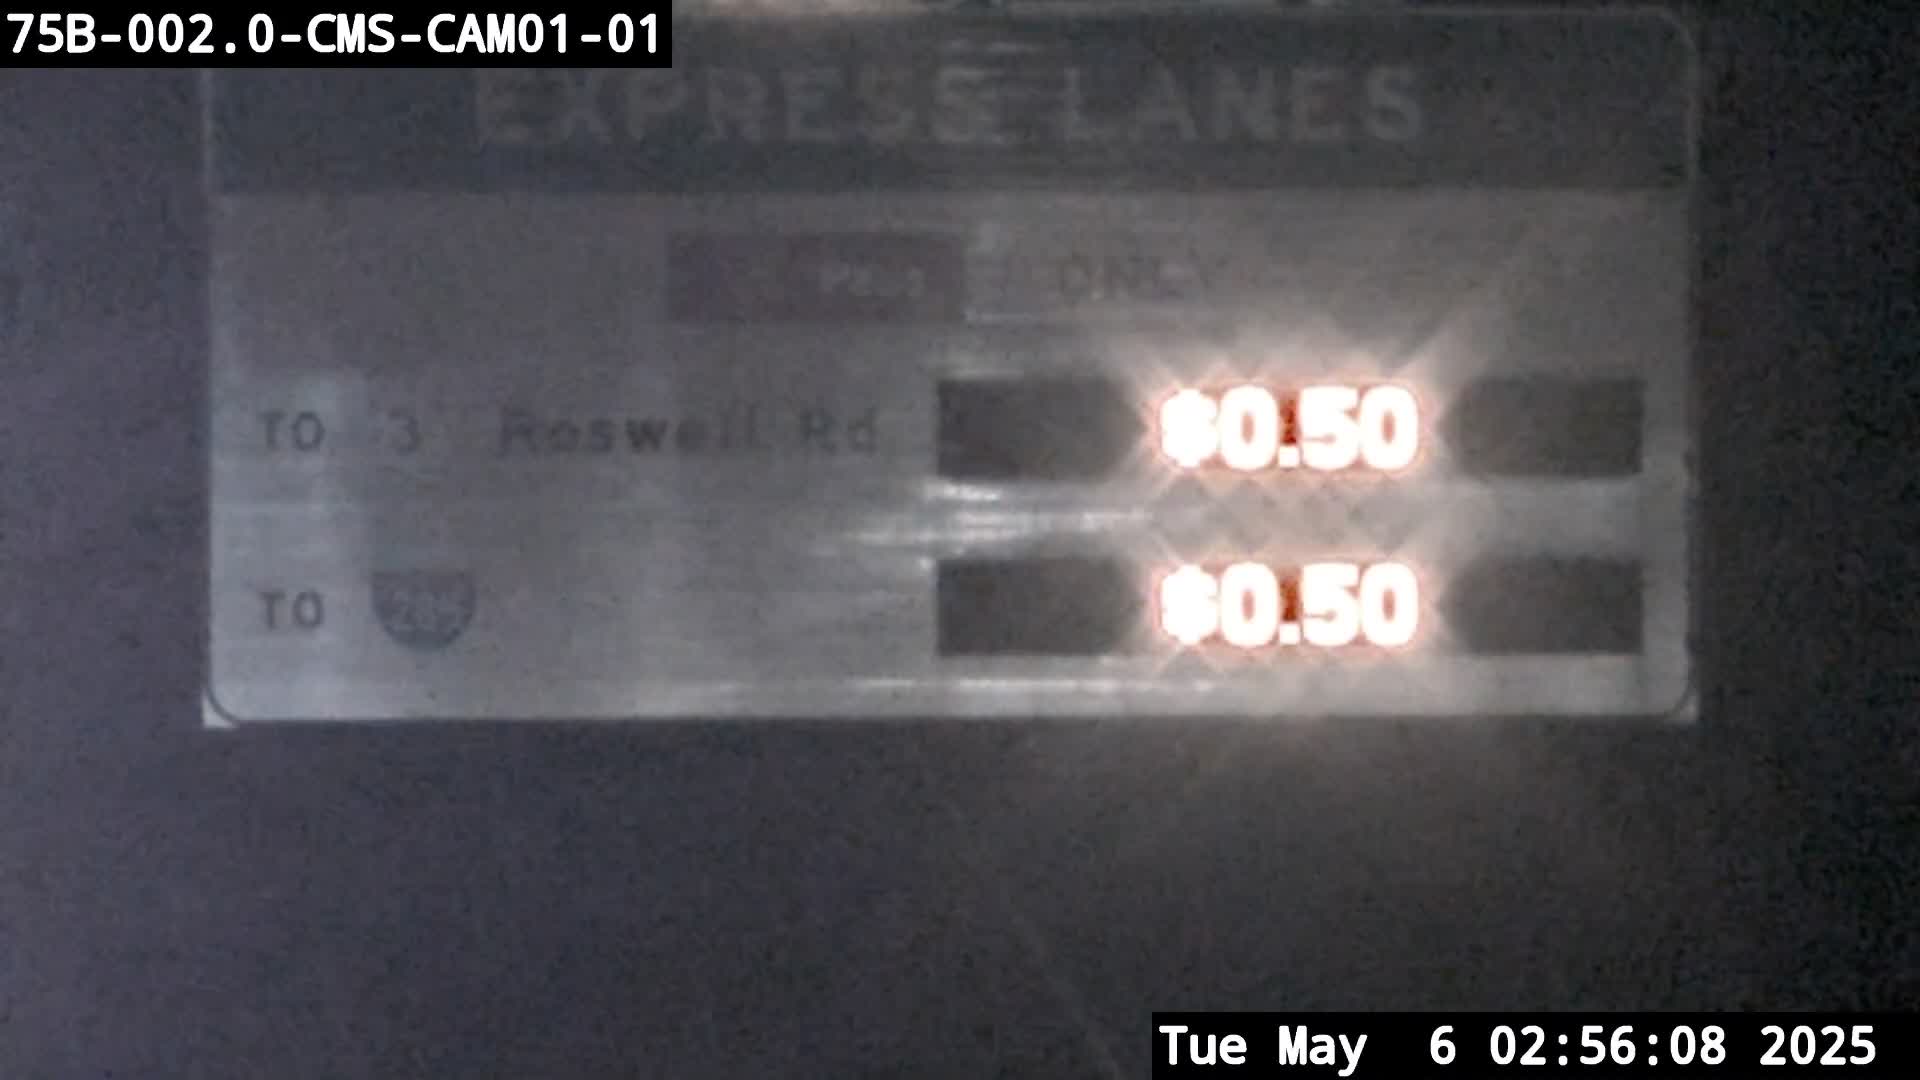 75B-002.0-CMS-CAM01-01
EXPRESS LANES
ONLY
TO 3 Roswell Rd $0.50
TO $0.50
Tue May 6 02:56:08 2025